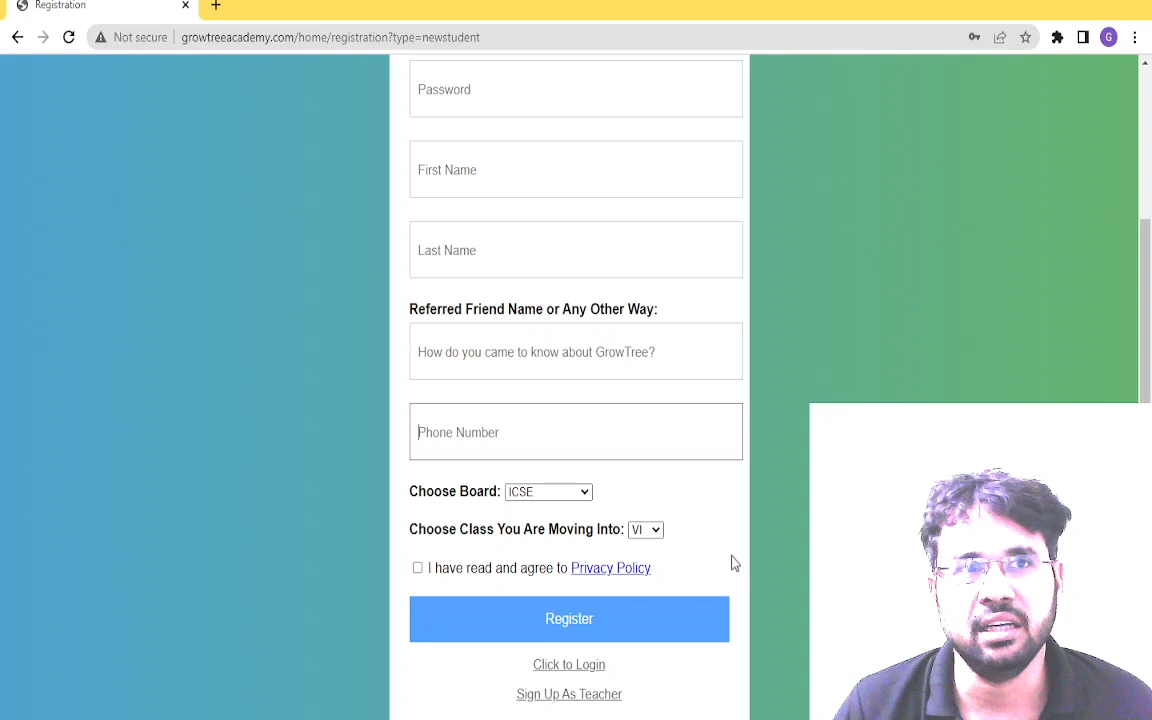 Registration
Not secure
growtreeacademy.com/home/registration?type=newstudent
G
Password
First Name
Last Name
Referred Friend Name or Any Other Way:
How do you came to know about GrowTree?
Phone Number
Choose Board: ICSE
Choose Class You Are Moving Into: VI
I have read and agree to Privacy Policy
Register
Click to Login
Sign Up As Teacher